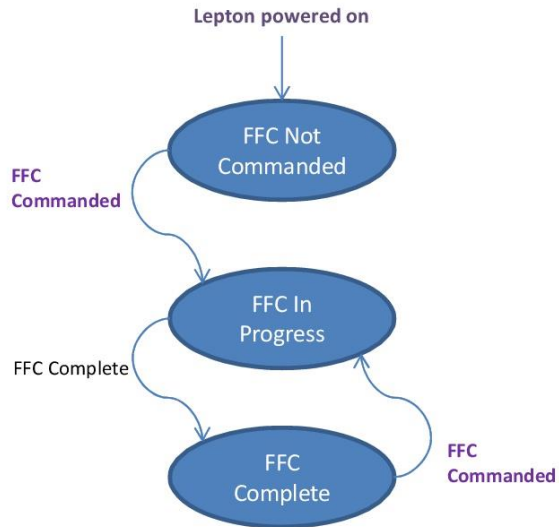 Lepton powered on
FFC Not
Commanded
FFC
Commanded
FFC In
Progress
FFC Complete
FFC
Complete
FFC
Commanded